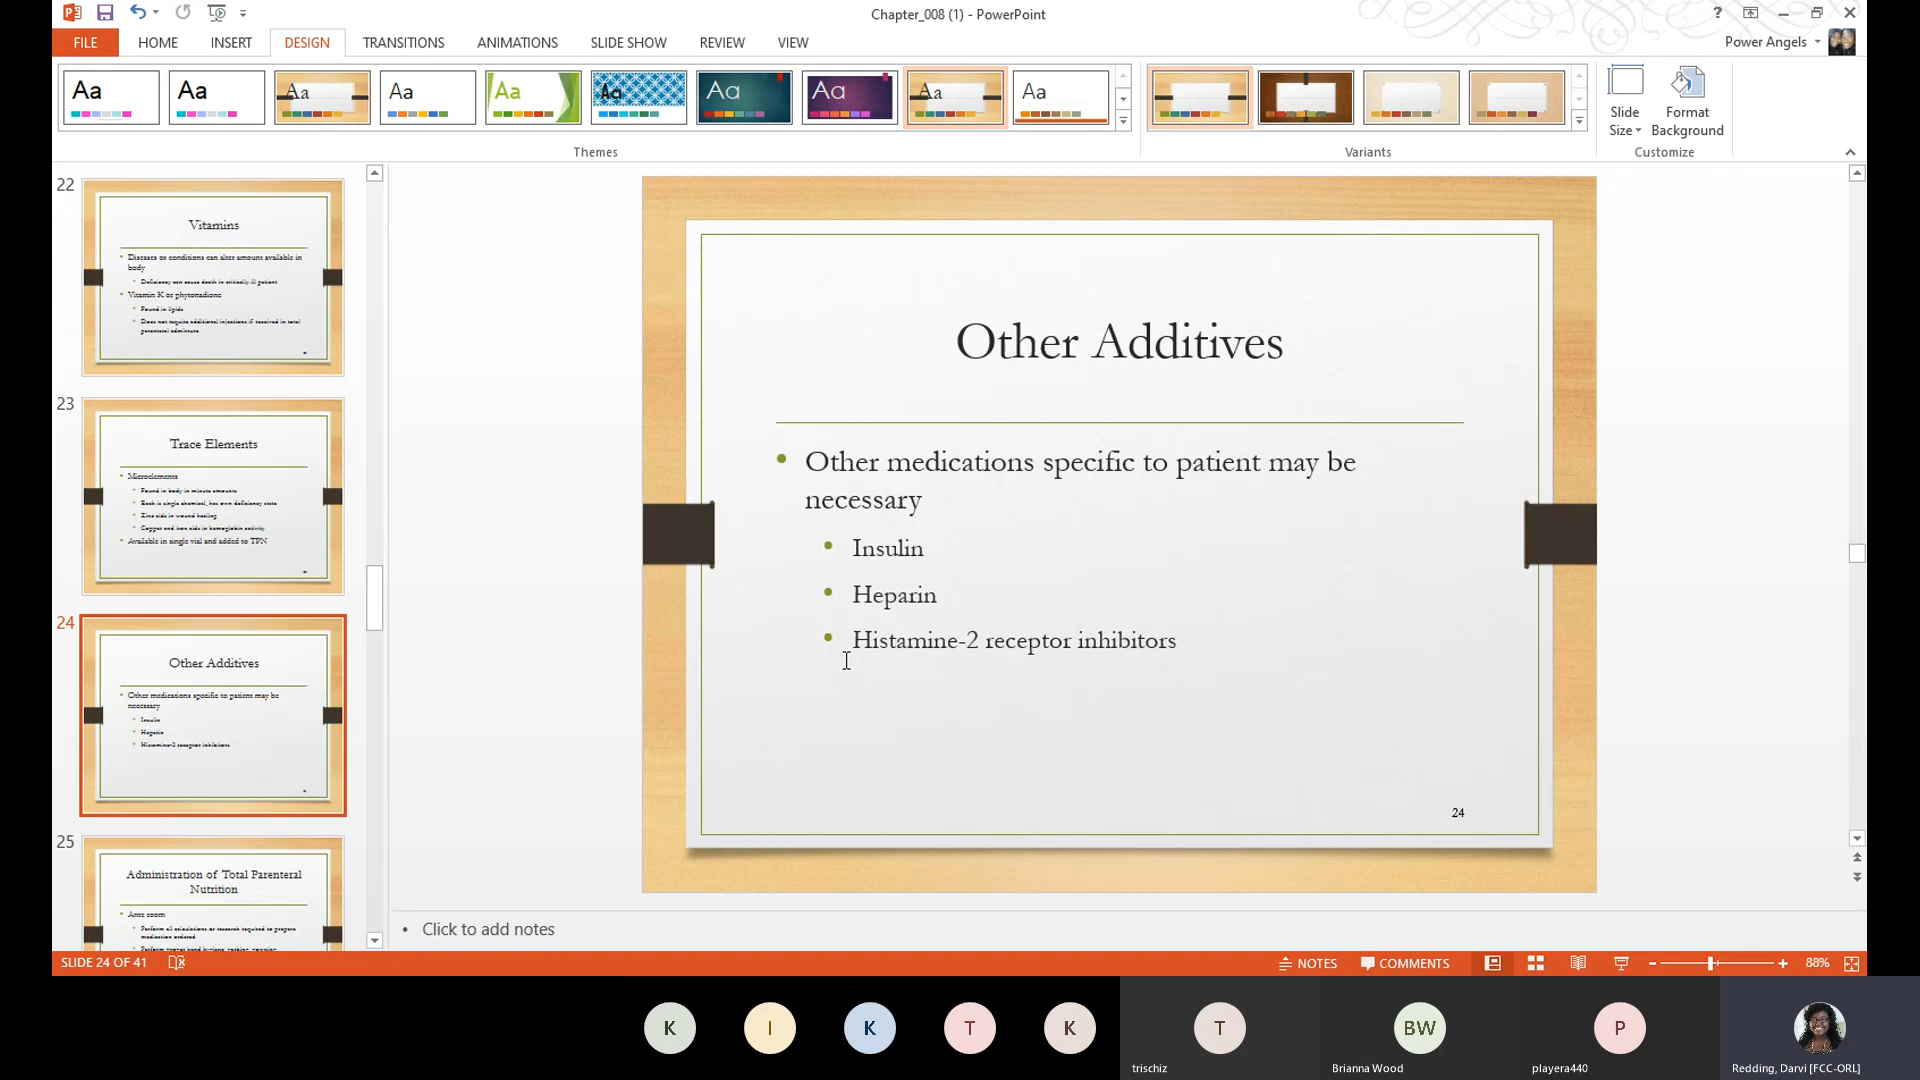 Chapter_008 (1) - PowerPoint
?
FILE HOME INSERT DESIGN TRANSITIONS ANIMATIONS SLIDE SHOW REVIEW VIEW
Power Angels
Aa Aa Aa Aa Aa Aa Aa Aa Aa Aa
Slide
Size
Format
Background
Themes
Variants
Customize
22
Vitamins
Diseases or conditions can alter amount available in
body
Deficiency can cause death in critically ill patient
Vitamin K or phytonadione
Found in lipids
Does not require additional injections if received in total
parenteral admixture
23
Trace Elements
Microelements
Found in body in minute amounts
Each is single chemical, has own deficiency state
Zinc aids in wound healing
Copper and iron aids in hemoglobin activity
Available in single vial and added to TPN
24
Other Additives
Other medications specific to patient may be
necessary
Insulin
Heparin
Histamine-2 receptor inhibitors
25
Administration of Total Parenteral
Nutrition
Ante room
Perform all calculations or research required to prepare
medication ordered
Other Additives
• Other medications specific to patient may be
necessary
• Insulin
• Heparin
• Histamine-2 receptor inhibitors
24
• Click to add notes
SLIDE 24 OF 41
NOTES
COMMENTS
88%
K
I
K
T
K
T
trischiz
BW
Brianna Wood
P
playera440
Redding, Darvi [FCC-ORL]